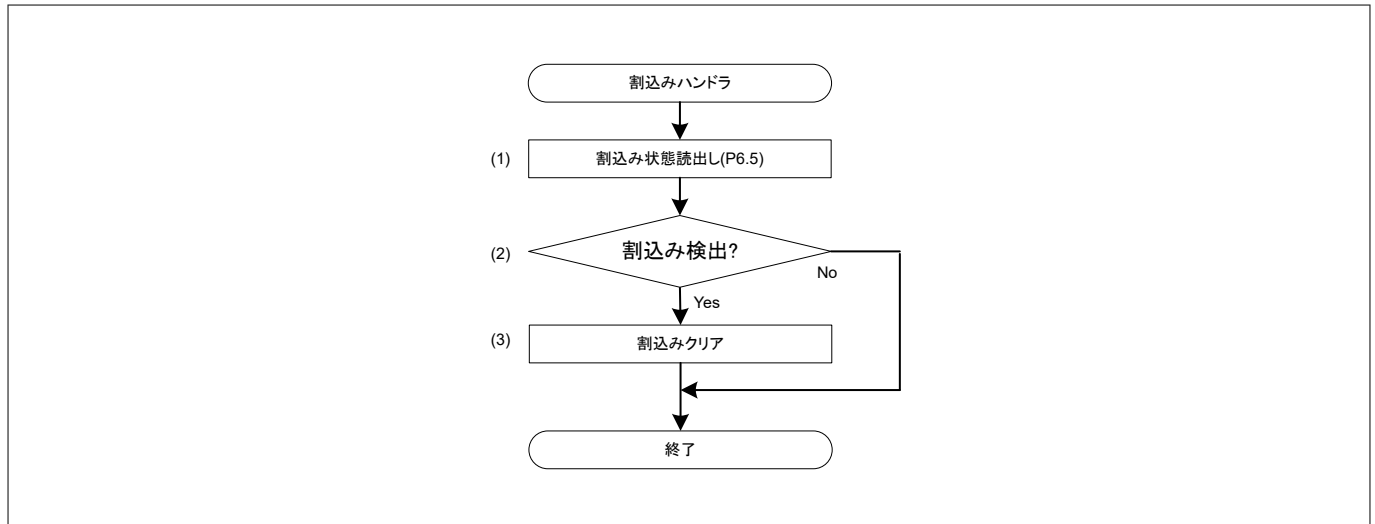 割込みハンドラ
(1)
割込み状態読出し(P6.5)
(2)
割込み検出?
No
Yes
(3)
割込みクリア
終了